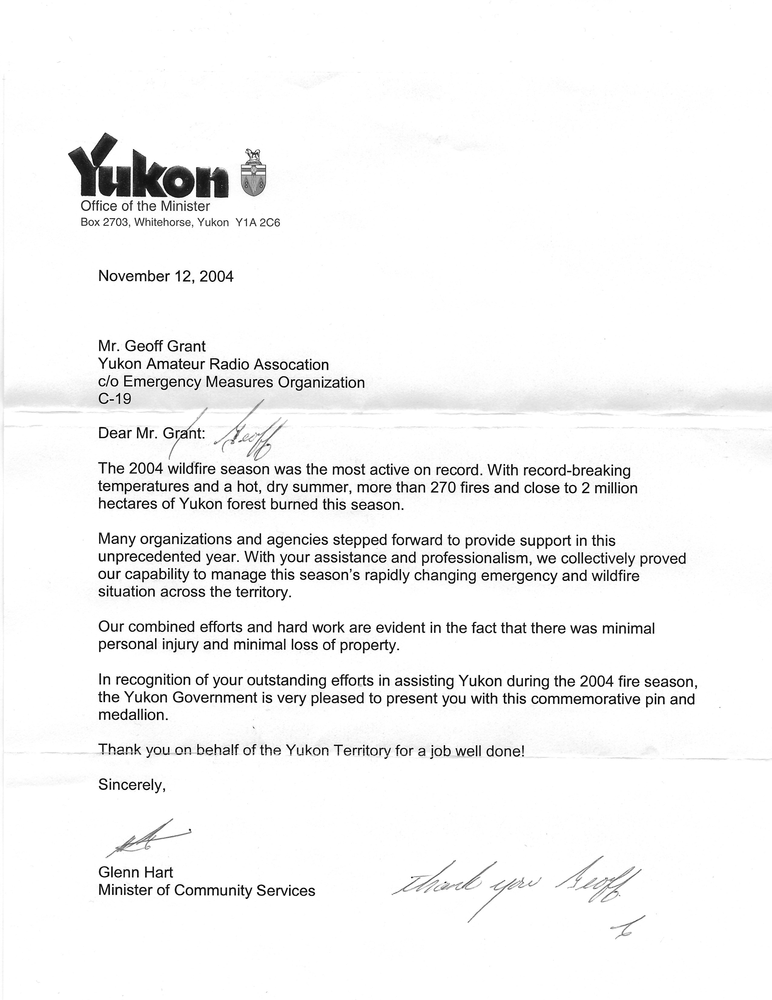 Yukon
Office of the Minister
Box 2703, Whitehorse, Yukon  Y1A 2C6
November 12, 2004
Mr. Geoff Grant
Yukon Amateur Radio Assocation
c/o Emergency Measures Organization
C-19
Dear Mr. Grant: Geoff
The 2004 wildfire season was the most active on record. With record-breaking
temperatures and a hot, dry summer, more than 270 fires and close to 2 million
hectares of Yukon forest burned this season.
Many organizations and agencies stepped forward to provide support in this
unprecedented year. With your assistance and professionalism, we collectively proved
our capability to manage this season’s rapidly changing emergency and wildfire
situation across the territory.
Our combined efforts and hard work are evident in the fact that there was minimal
personal injury and minimal loss of property.
In recognition of your outstanding efforts in assisting Yukon during the 2004 fire season,
the Yukon Government is very pleased to present you with this commemorative pin and
medallion.
Thank you on behalf of the Yukon Territory for a job well done!
Sincerely,
Glenn Hart
Minister of Community Services
Thank you Geoff